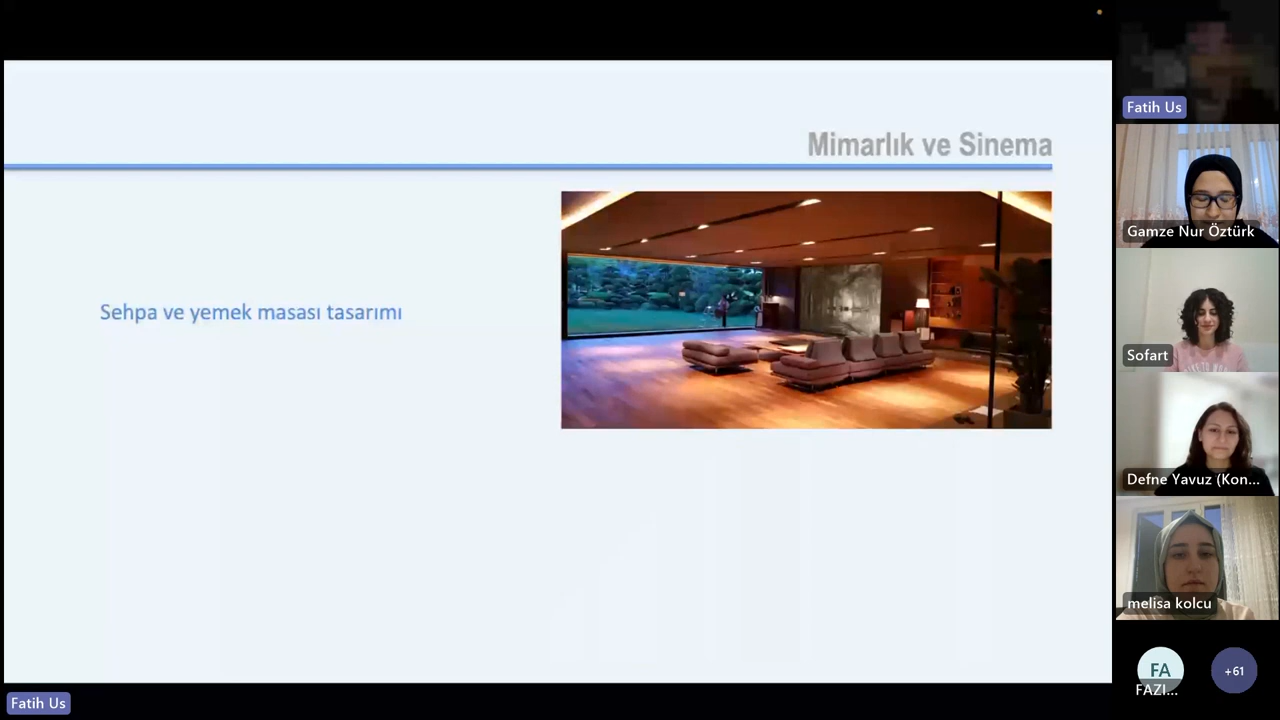 Mimarlık ve Sinema
Sehpa ve yemek masası tasarımı
Fatih Us
Gamze Nur Öztürk
Sofart
Defne Yavuz (Kon...
melisa kolcu
FA
FAZI...
+61
Fatih Us